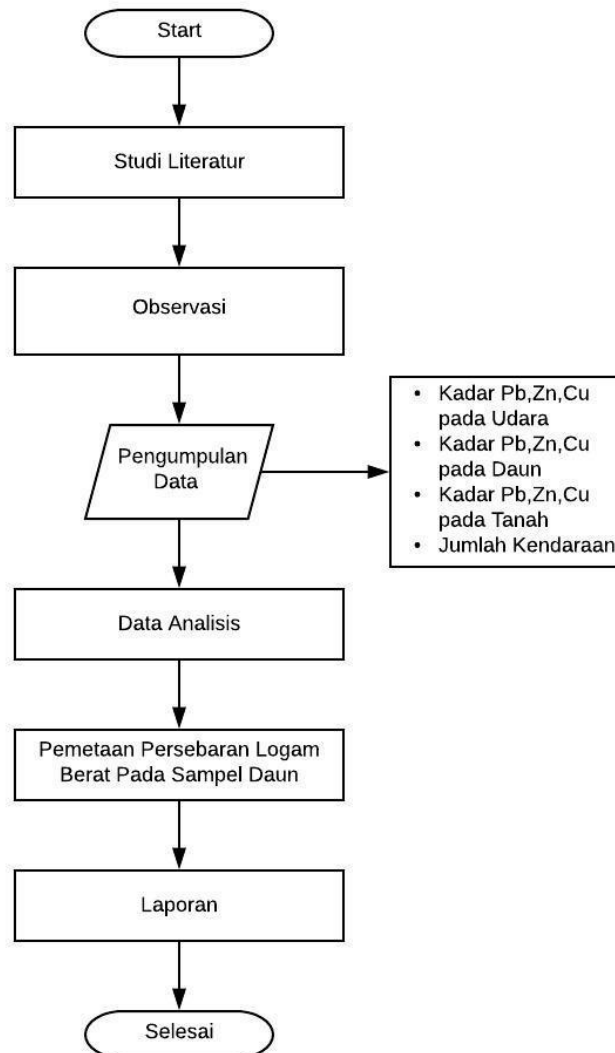 Start
Studi Literatur
Observasi
Pengumpulan
Data
• Kadar Pb,Zn,Cu
pada Udara
• Kadar Pb,Zn,Cu
pada Daun
• Kadar Pb,Zn,Cu
pada Tanah
• Jumlah Kendaraan
Data Analisis
Pemetaan Persebaran Logam
Berat Pada Sampel Daun
Laporan
Selesai